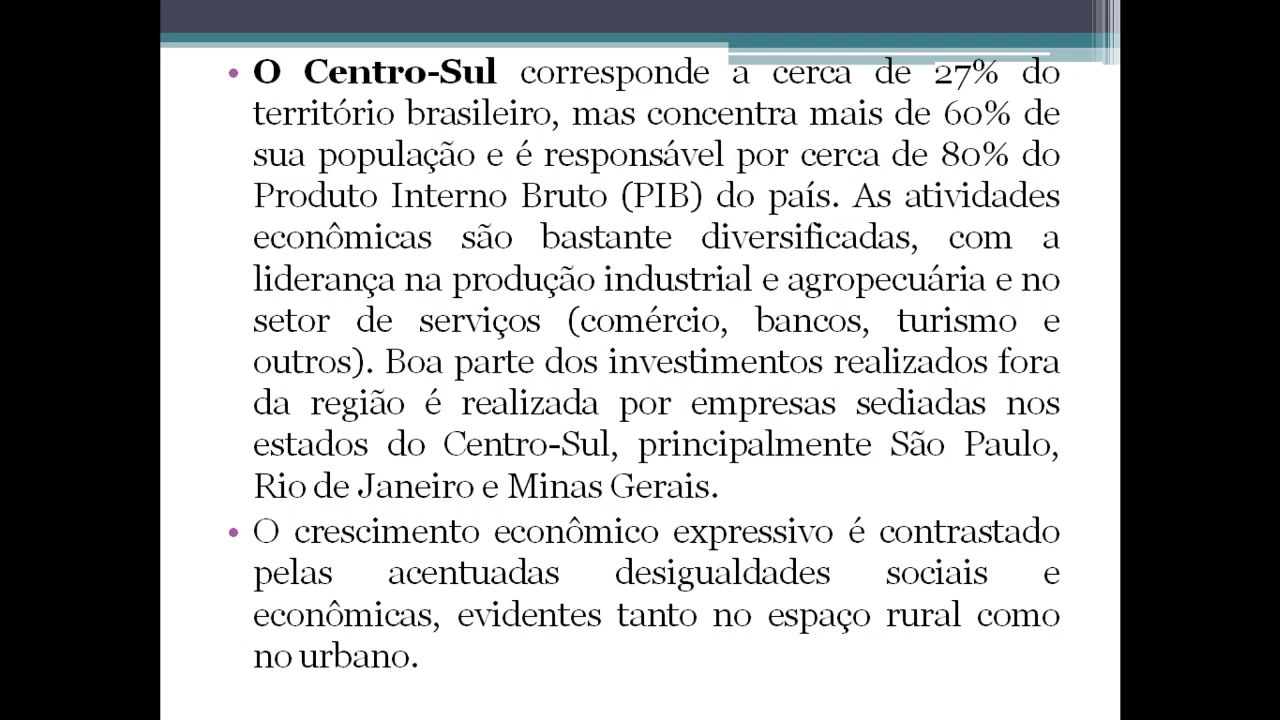 • O Centro-Sul corresponde a cerca de 27% do
território brasileiro, mas concentra mais de 60% de
sua população e é responsável por cerca de 80% do
Produto Interno Bruto (PIB) do país. As atividades
econômicas são bastante diversificadas, com a
liderança na produção industrial e agropecuária e no
setor de serviços (comércio, bancos, turismo e
outros). Boa parte dos investimentos realizados fora
da região é realizada por empresas sediadas nos
estados do Centro-Sul, principalmente São Paulo,
Rio de Janeiro e Minas Gerais.
• O crescimento econômico expressivo é contrastado
pelas acentuadas desigualdades sociais e
econômicas, evidentes tanto no espaço rural como
no urbano.